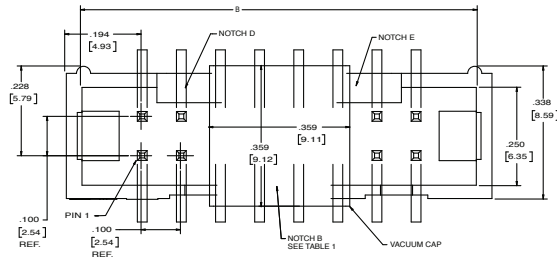 B
.194
[4.93]
NOTCH D
NOTCH E
.228
[5.79]
.359
[9.11]
.359
[9.12]
.338
[8.59]
.250
[6.35]
.100
[2.54]
REF.
PIN 1
.100
[2.54]
REF.
NOTCH B
SEE TABLE 1
VACUUM CAP